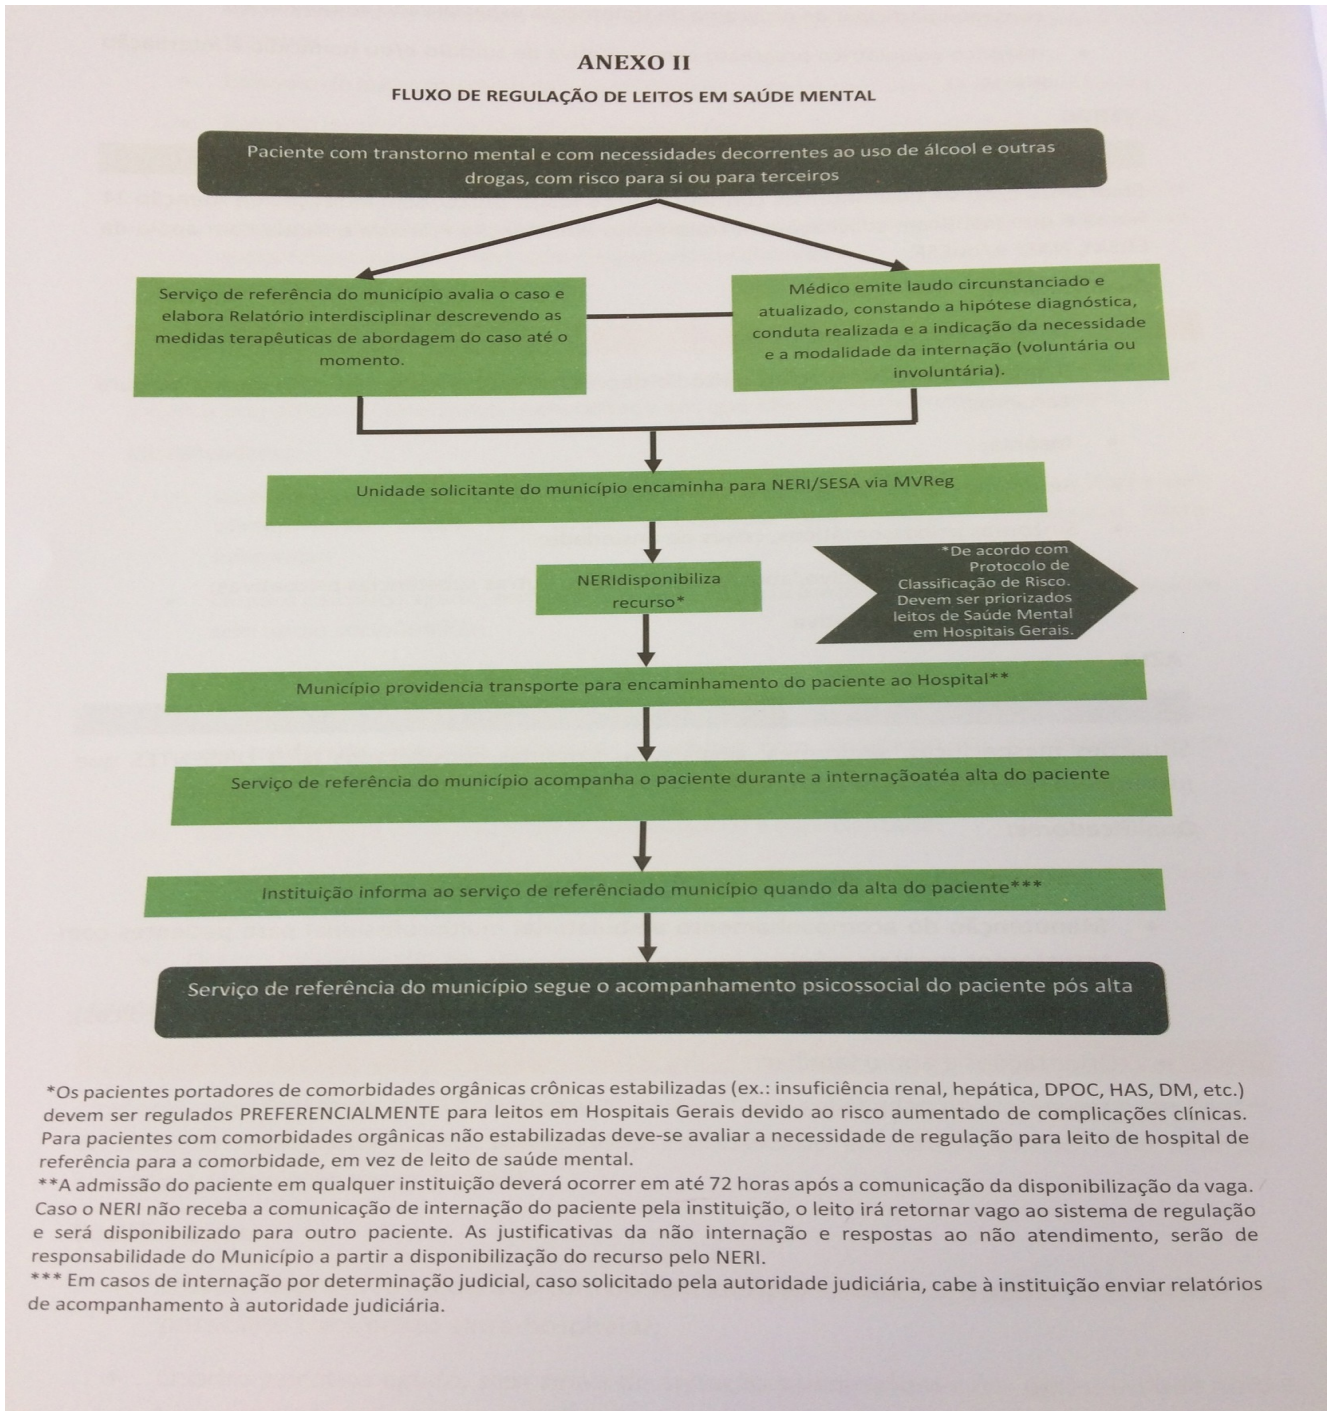 ANEXO II
FLUXO DE REGULAÇÃO DE LEITOS EM SAÚDE MENTAL
Paciente com transtorno mental e com necessidades decorrentes ao uso de álcool e outras
drogas, com risco para si ou para terceiros
Serviço de referência do município avalia o caso e
elabora Relatório interdisciplinar descrevendo as
medidas terapêuticas de abordagem do caso até o
momento.
Médico emite laudo circunstanciado e
atualizado, constando a hipótese diagnóstica,
conduta realizada e a indicação da necessidade
e a modalidade da internação (voluntária ou
involuntária).
Unidade solicitante do município encaminha para NERI/SESA via MVReg
NERIdisponibiliza
recurso*
*De acordo com
Protocolo de
Classificação de Risco.
Devem ser priorizados
leitos de Saúde Mental
em Hospitais Gerais.
Município providencia transporte para encaminhamento do paciente ao Hospital**
Serviço de referência do município acompanha o paciente durante a internaçãoatéa alta do paciente
Instituição informa ao serviço de referênciado município quando da alta do paciente***
Serviço de referência do município segue o acompanhamento psicossocial do paciente pós alta
*Os pacientes portadores de comorbidades orgânicas crônicas estabilizadas (ex.: insuficiência renal, hepática, DPOC, HAS, DM, etc.)
devem ser regulados PREFERENCIALMENTE para leitos em Hospitais Gerais devido ao risco aumentado de complicações clínicas.
Para pacientes com comorbidades orgânicas não estabilizadas deve-se avaliar a necessidade de regulação para leito de hospital de
referência para a comorbidade, em vez de leito de saúde mental.
**A admissão do paciente em qualquer instituição deverá ocorrer em até 72 horas após a comunicação da disponibilização da vaga.
Caso o NERI não receba a comunicação de internação do paciente pela instituição, o leito irá retornar vago ao sistema de regulação
e será disponibilizado para outro paciente. As justificativas da não internação e respostas ao não atendimento, serão de
responsabilidade do Município a partir a disponibilização do recurso pelo NERI.
*** Em casos de internação por determinação judicial, caso solicitado pela autoridade judiciária, cabe à instituição enviar relatórios
de acompanhamento à autoridade judiciária.